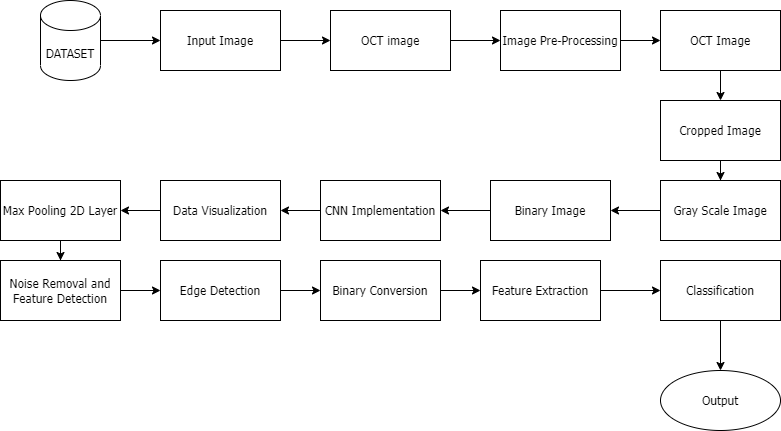 DATASET
Input Image
OCT image
Image Pre-Processing
OCT Image
Cropped Image
Gray Scale Image
Binary Image
CNN Implementation
Data Visualization
Max Pooling 2D Layer
Noise Removal and
Feature Detection
Edge Detection
Binary Conversion
Feature Extraction
Classification
Output